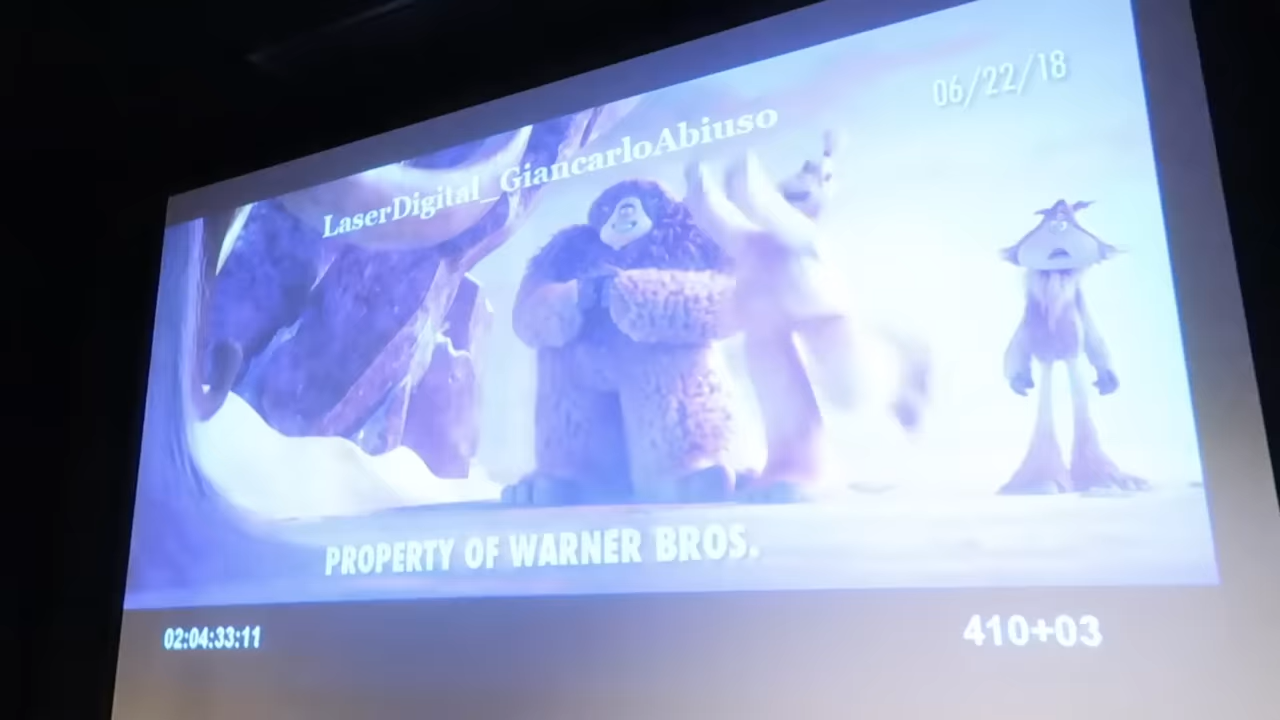 06/22/18
LaserDigital_GiancarloAbiuso
PROPERTY OF WARNER BROS.
02:04:33:11
410+03